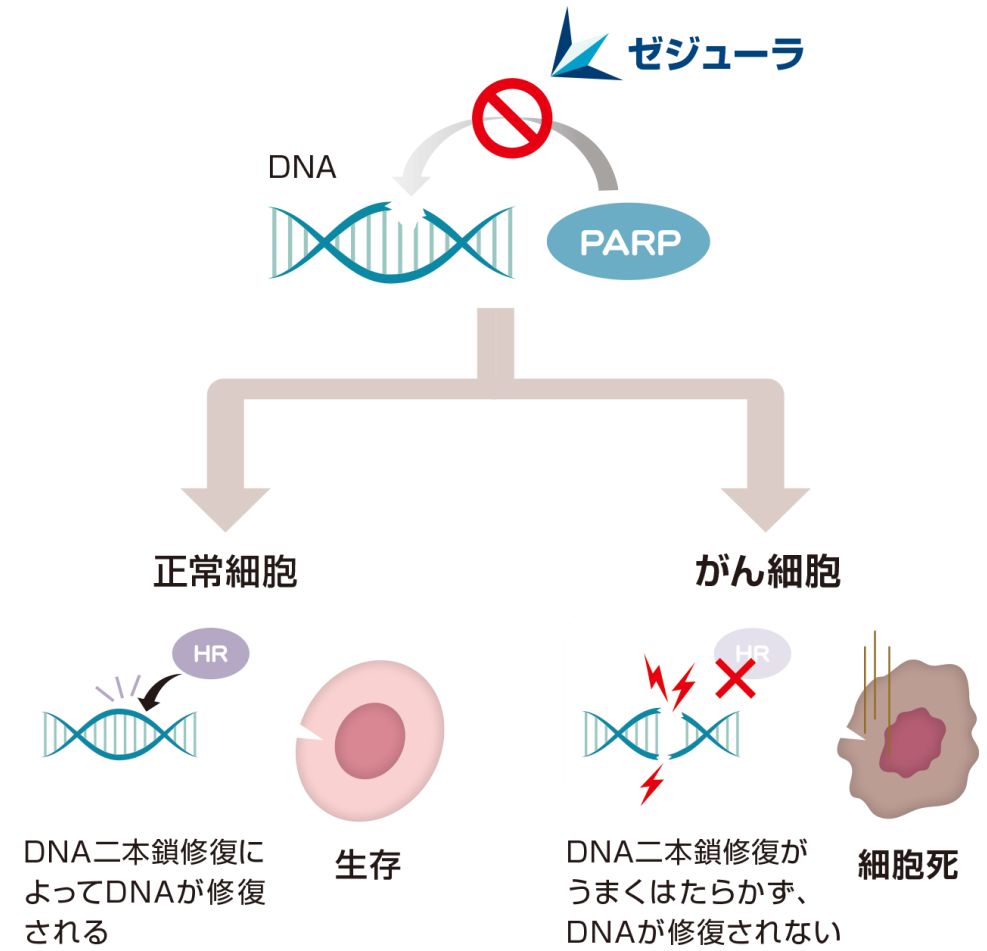 ゼジューラ
DNA
PARP
正常細胞
がん細胞
HR
HR
DNA二本鎖修復に
よってDNAが修復
される
生存
DNA二本鎖修復が
うまくはたらかず、
DNAが修復されない
細胞死